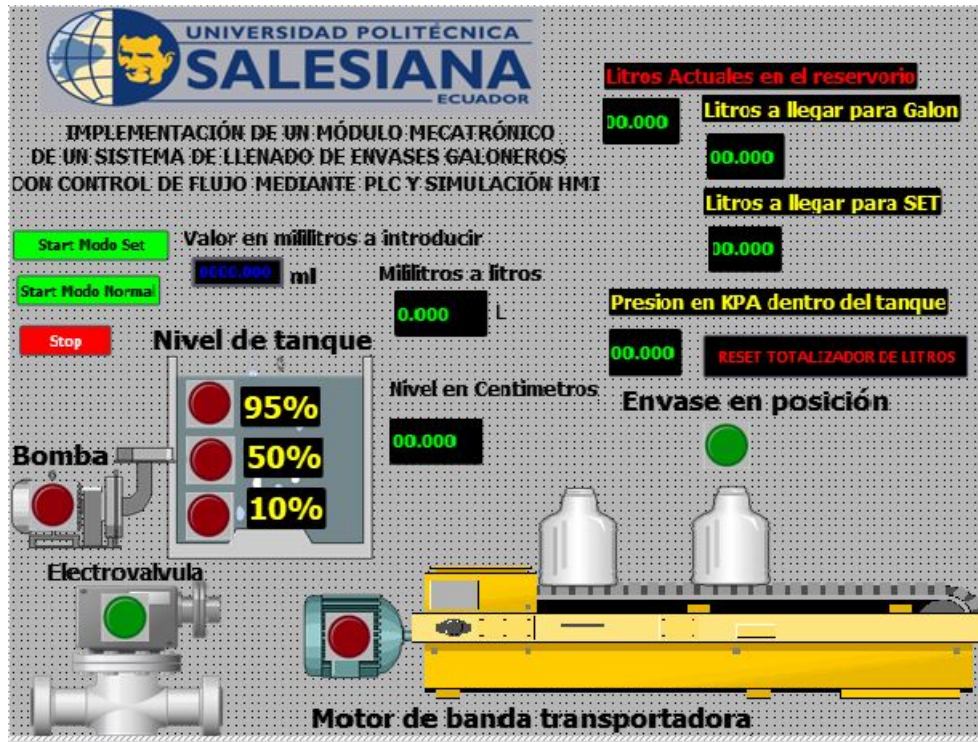 UNIVERSIDAD POLITÉCNICA
SALESIANA
ECUADOR
IMPLEMENTACIÓN DE UN MÓDULO MECATRÓNICO
DE UN SISTEMA DE LLENADO DE ENVASES GALONEROS
CON CONTROL DE FLUJO MEDIANTE PLC Y SIMULACIÓN HMI
Litros Actuales en el reservorio
00.000
Litros a llegar para Galon
00.000
Litros a llegar para SET
00.000
Start Modo Set
Valor en mililitros a introducir
0000.000 ml
Start Modo Normal
Mililitros a litros
0.000 L
Stop
Presion en KPA dentro del tanque
00.000
RESET TOTALIZADOR DE LITROS
Nivel de tanque
95%
50%
10%
Nivel en Centimetros
00.000
Envase en posición
Bomba
Electrovalvula
Motor de banda transportadora